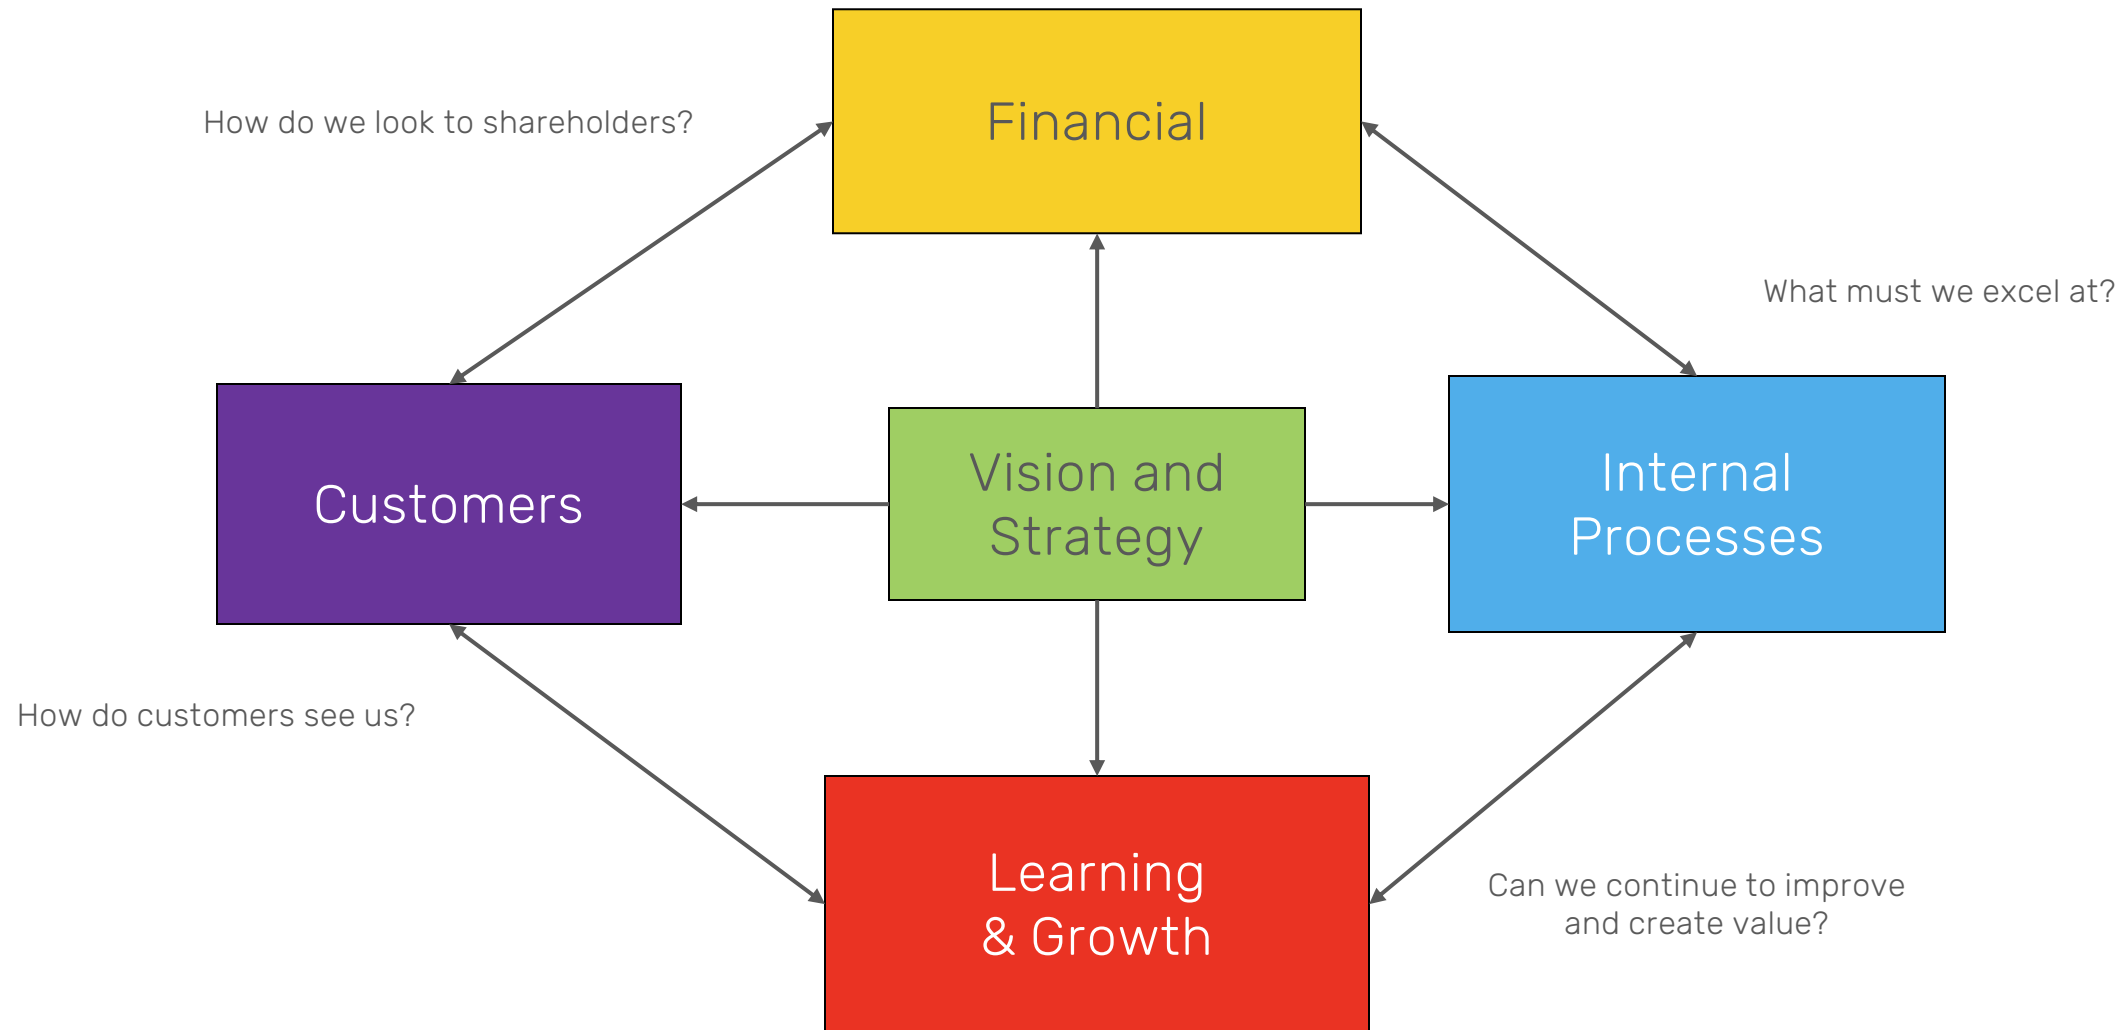 Financial
How do we look to shareholders?
What must we excel at?
Customers
Vision and
Strategy
Internal
Processes
How do customers see us?
Learning
& Growth
Can we continue to improve
and create value?